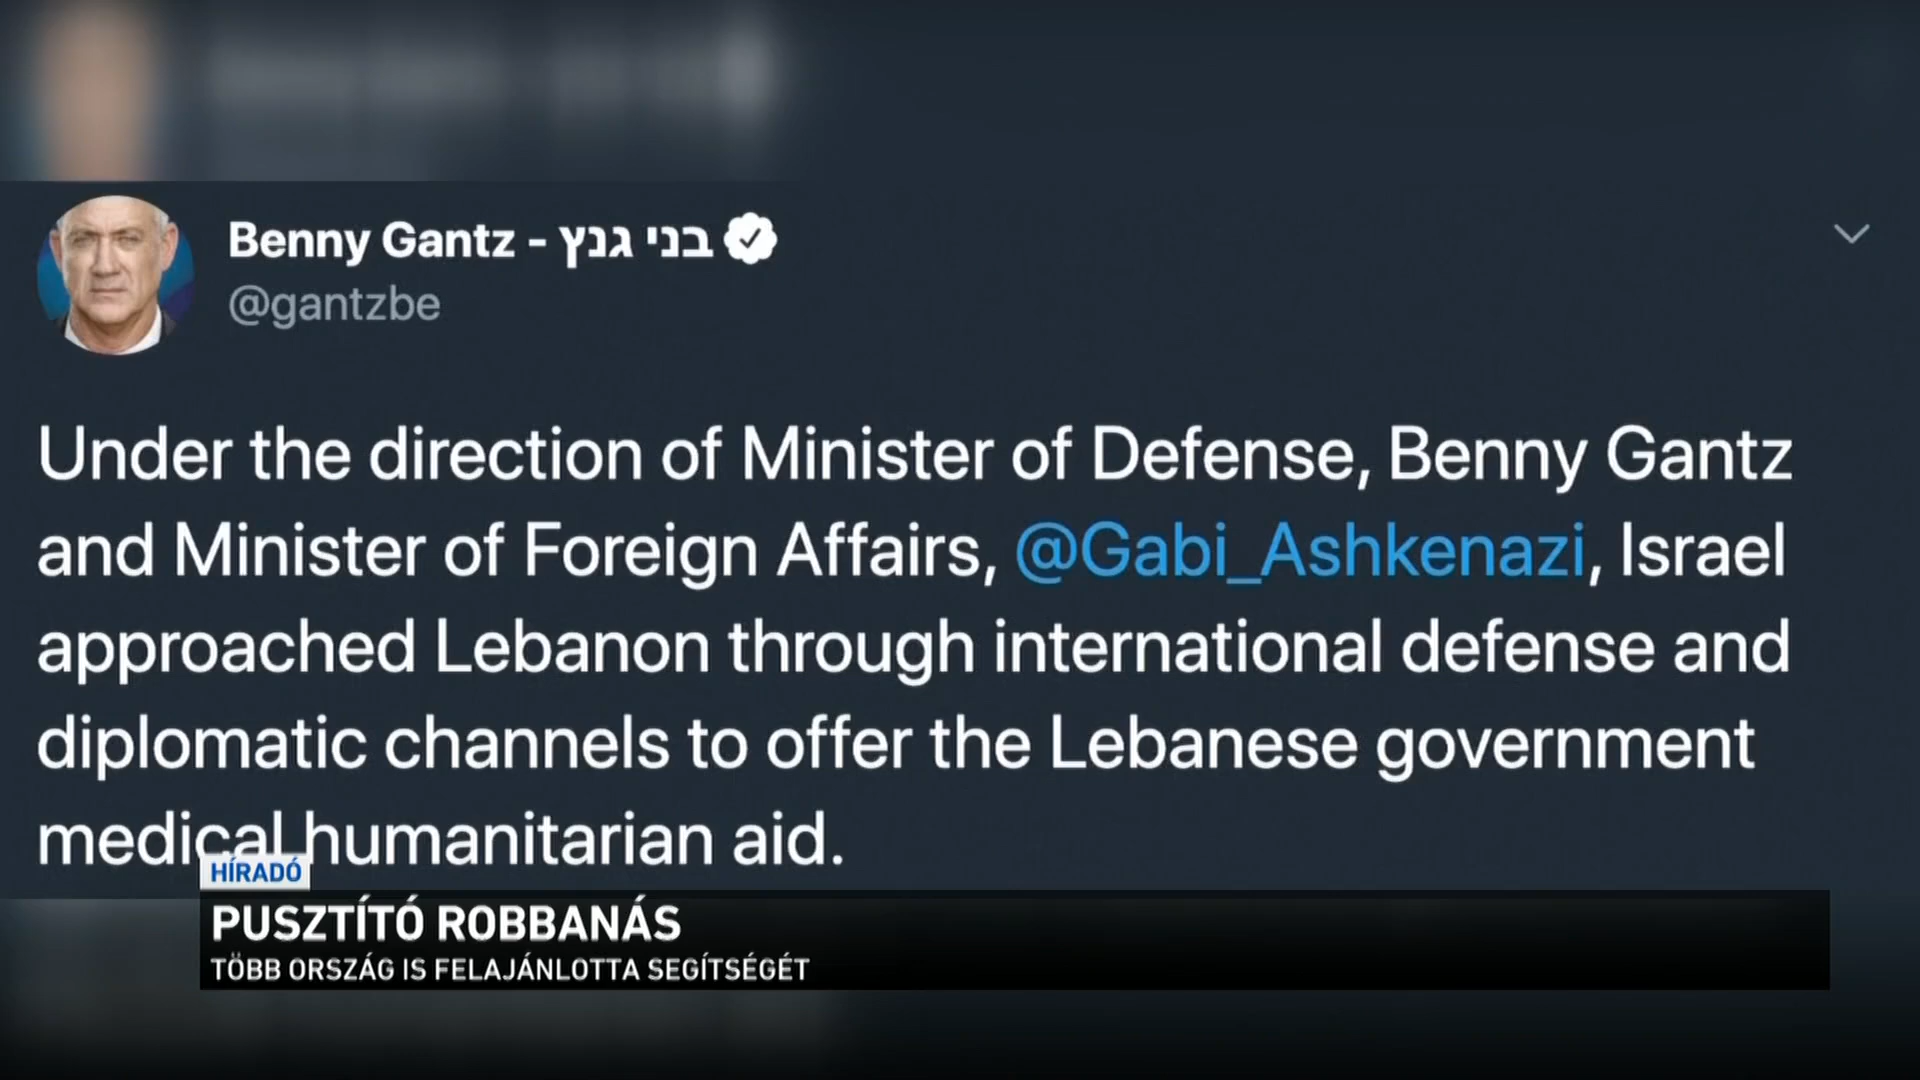 Benny Gantz - בני גנץ
@gantzbe
Under the direction of Minister of Defense, Benny Gantz
and Minister of Foreign Affairs, @Gabi_Ashkenazi, Israel
approached Lebanon through international defense and
diplomatic channels to offer the Lebanese government
medical humanitarian aid.
HÍRADÓ
PUSZTÍTÓ ROBBANÁS
TÖBB ORSZÁG IS FELAJÁNLOTTA SEGÍTSÉGÉT